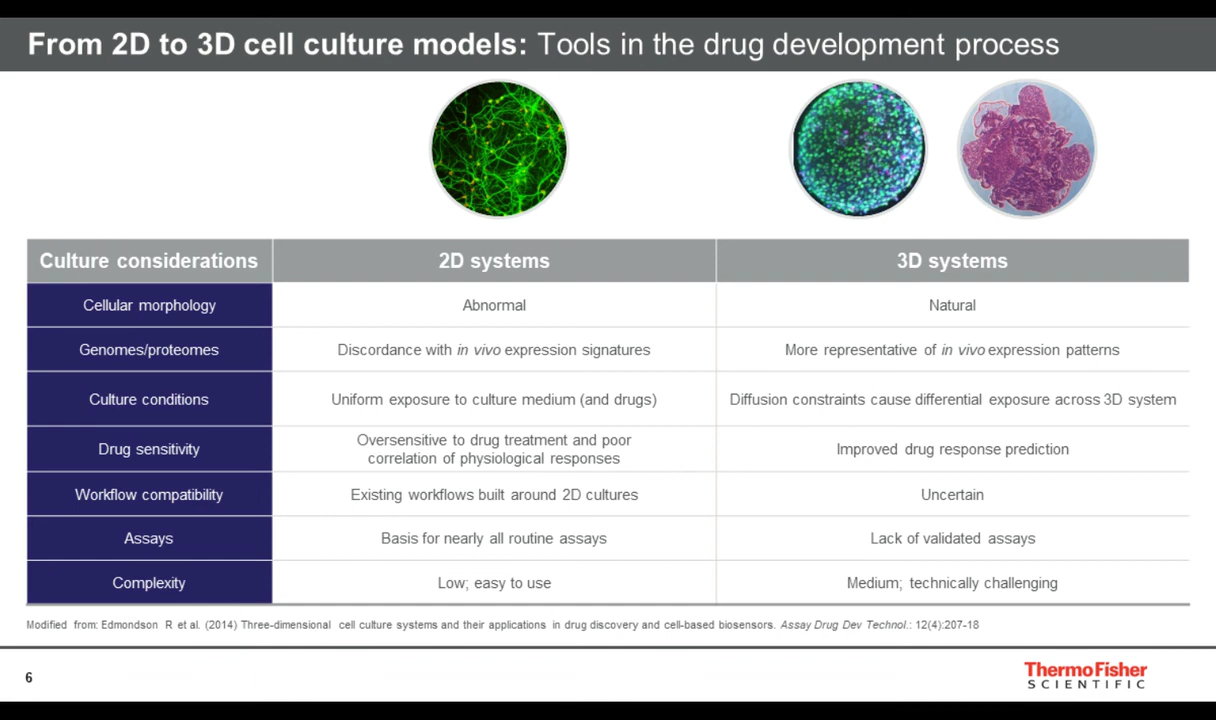 From 2D to 3D cell culture models: Tools in the drug development process
Culture considerations
2D systems
3D systems
Cellular morphology
Abnormal
Natural
Genomes/proteomes
Discordance with in vivo expression signatures
More representative of in vivo expression patterns
Culture conditions
Uniform exposure to culture medium (and drugs)
Diffusion constraints cause differential exposure across 3D system
Drug sensitivity
Oversensitive to drug treatment and poor
correlation of physiological responses
Improved drug response prediction
Workflow compatibility
Existing workflows built around 2D cultures
Uncertain
Assays
Basis for nearly all routine assays
Lack of validated assays
Complexity
Low; easy to use
Medium; technically challenging
Modified from: Edmondson R et al. (2014) Three-dimensional cell culture systems and their applications in drug discovery and cell-based biosensors. Assay Drug Dev Technol.: 12(4):207-18
6
ThermoFisher
SCIENTIFIC